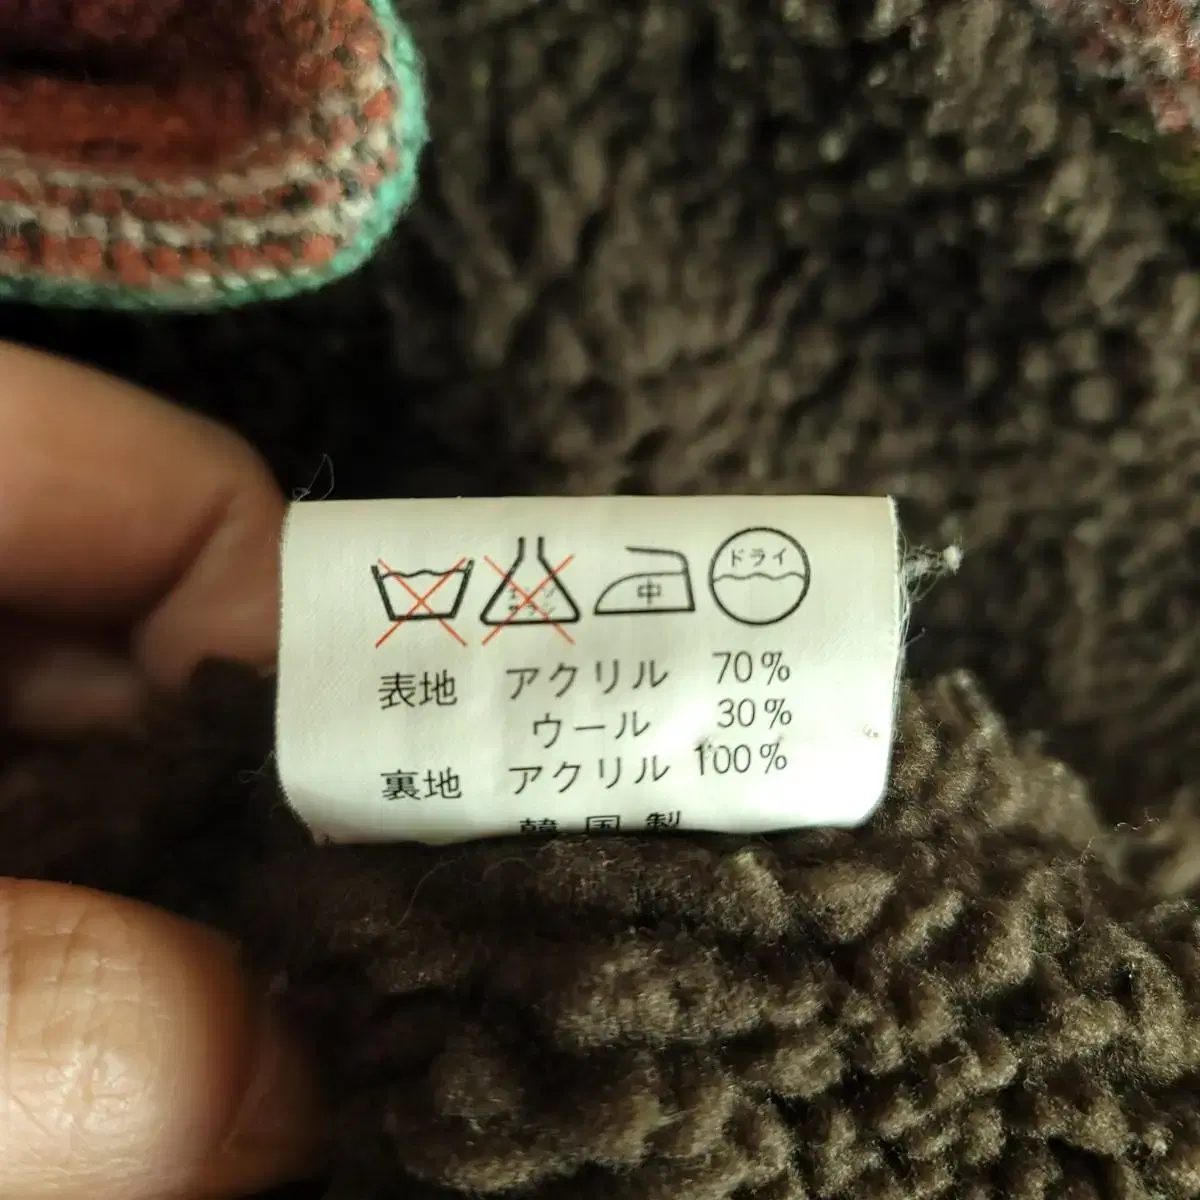 ドライ
中
表地 アクリル 70%
ウール 30%
裏地 アクリル 100%
韓国製